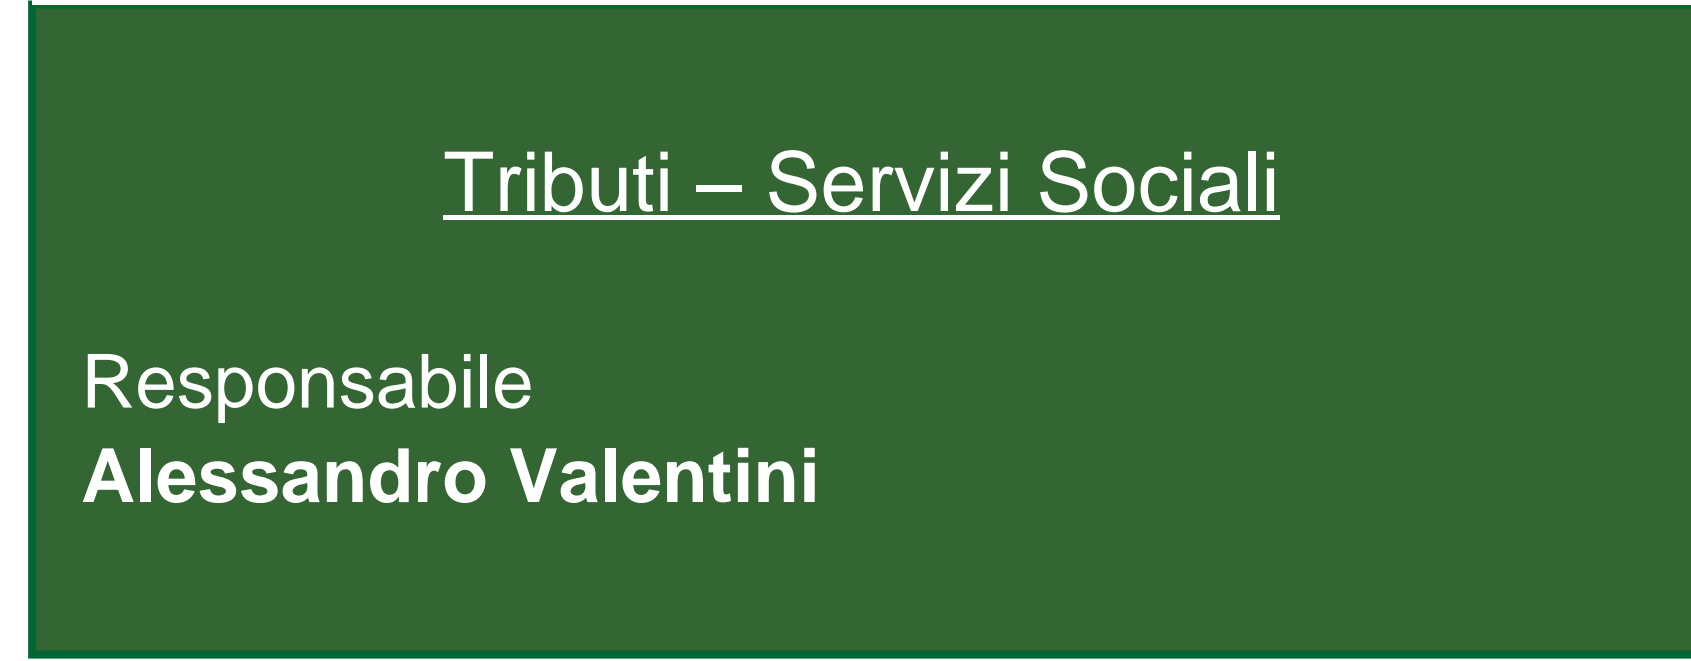 Tributi – Servizi Sociali
Responsabile
Alessandro Valentini